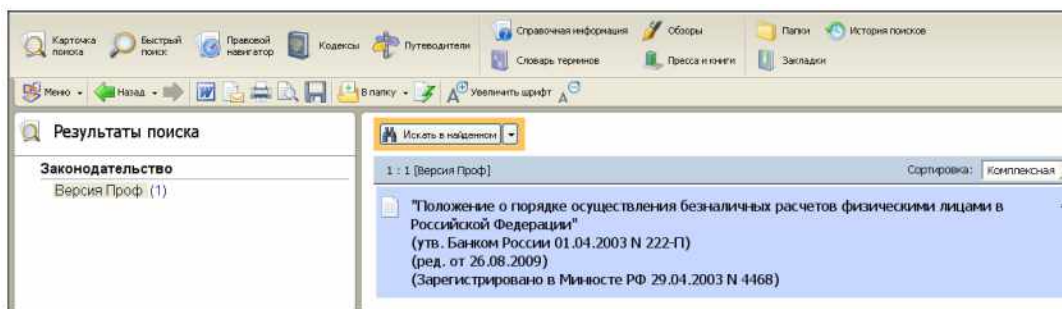 Карточка поиска
Быстрый поиск
Правовой навигатор
Кодексы
Путеводители
Справочная информация
Словарь терминов
Обзоры
Пресса и книги
Папки
Закладки
История поисков
Меню
Назад
В папку
Увеличить шрифт
Результаты поиска
Законодательство
Версия Проф (1)
Искать в найденном
1 : 1 [Версия Проф]
Сортировка: Комплексная
"Положение о порядке осуществления безналичных расчетов физическими лицами в
Российской Федерации"
(утв. Банком России 01.04.2003 N 222-П)
(ред. от 26.08.2009)
(Зарегистрировано в Минюсте РФ 29.04.2003 N 4468)